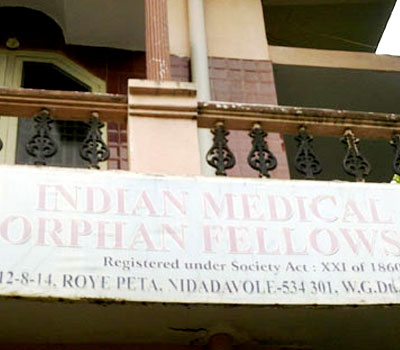 INDIAN MEDICAL
ORPHAN FELLOWS
Registered under Society Act : XXI of 1860
12-8-14, ROYE PETA, NIDADAVOLE-534 301, W.G.Dt.